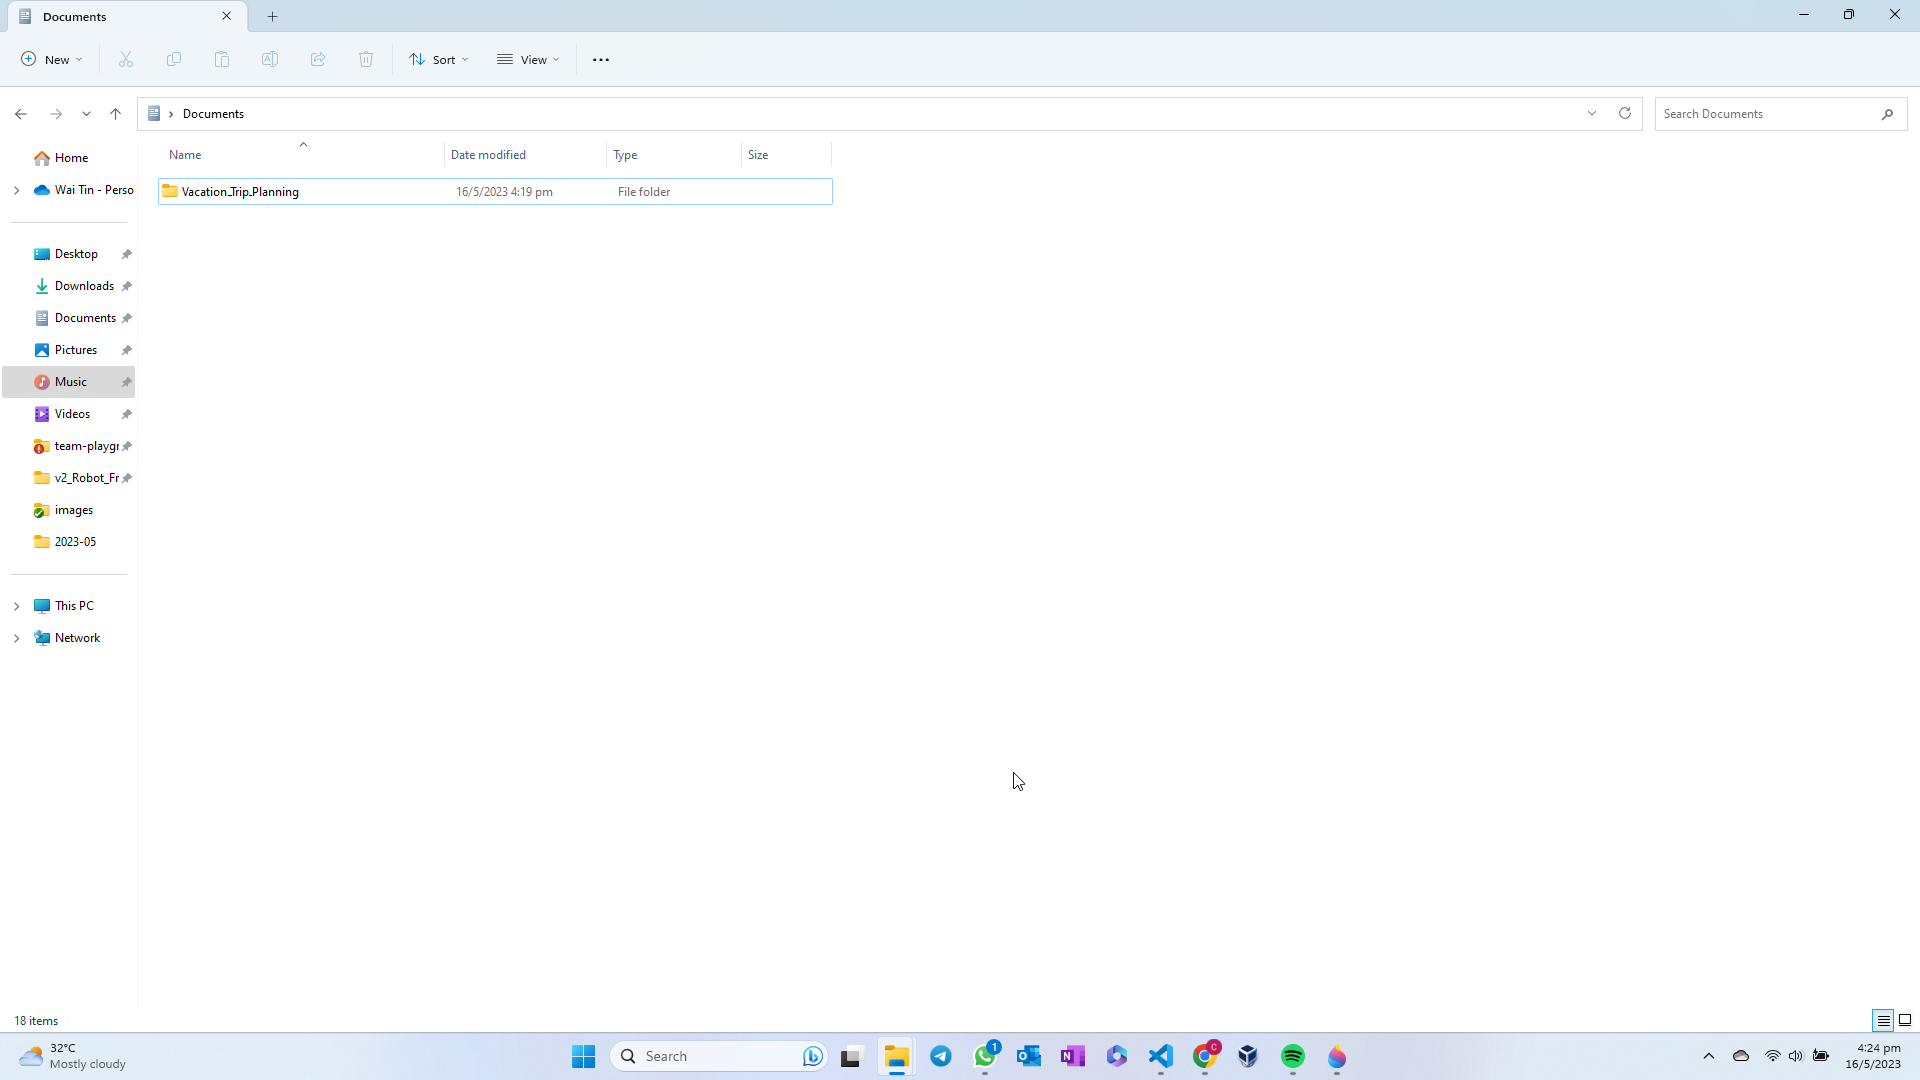 Documents
New
Sort
View
Documents
Search Documents
Name
Date modified
Type
Size
Vacation_Trip_Planning
16/5/2023 4:19 pm
File folder
Home
Wai Tin - Perso
Desktop
Downloads
Documents
Pictures
Music
Videos
team-playgr
v2_Robot_Fr
images
2023-05
This PC
Network
18 items
32°C
Mostly cloudy
Search
1
C
4:24 pm
16/5/2023